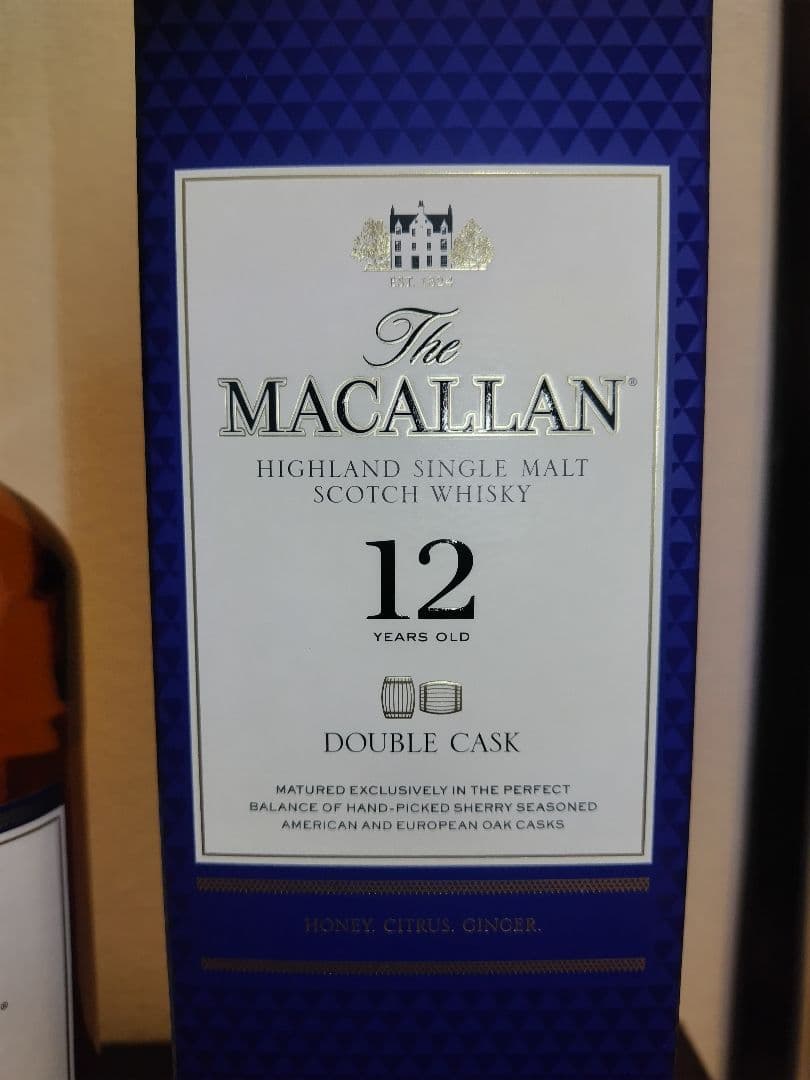 EST. 1824
The
MACALLAN®
HIGHLAND SINGLE MALT
SCOTCH WHISKY
12
YEARS OLD
DOUBLE CASK
MATURED EXCLUSIVELY IN THE PERFECT
BALANCE OF HAND-PICKED SHERRY SEASONED
AMERICAN AND EUROPEAN OAK CASKS
HONEY. CITRUS. GINGER.
®